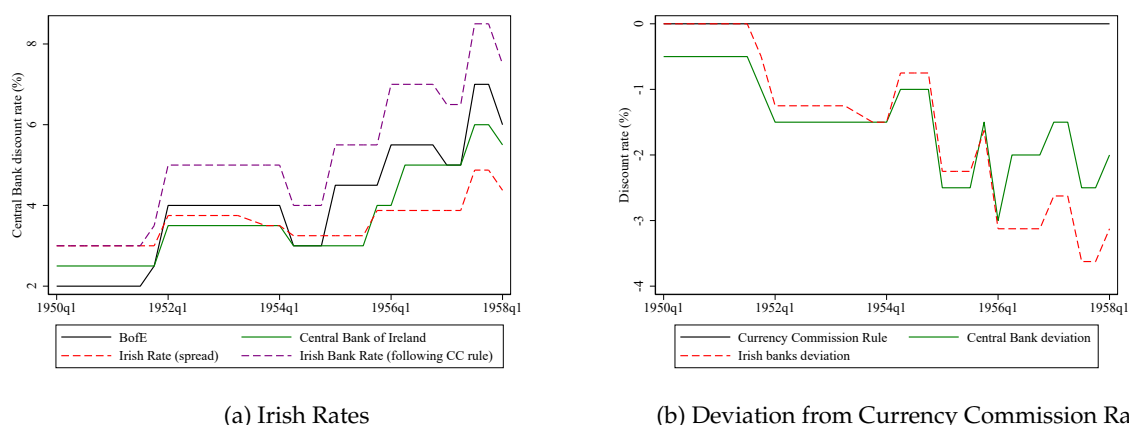 Central Bank discount rate (%)
8
6
4
2
1950q1 1952q1 1954q1 1956q1 1958q1
BofE Central Bank of Ireland
Irish Rate (spread) Irish Bank Rate (following CC rule)
(a) Irish Rates
Discount rate (%)
0
-1
-2
-3
-4
1950q1 1952q1 1954q1 1956q1 1958q1
Currency Commission Rule Central Bank deviation
Irish banks deviation
(b) Deviation from Currency Commission Ra